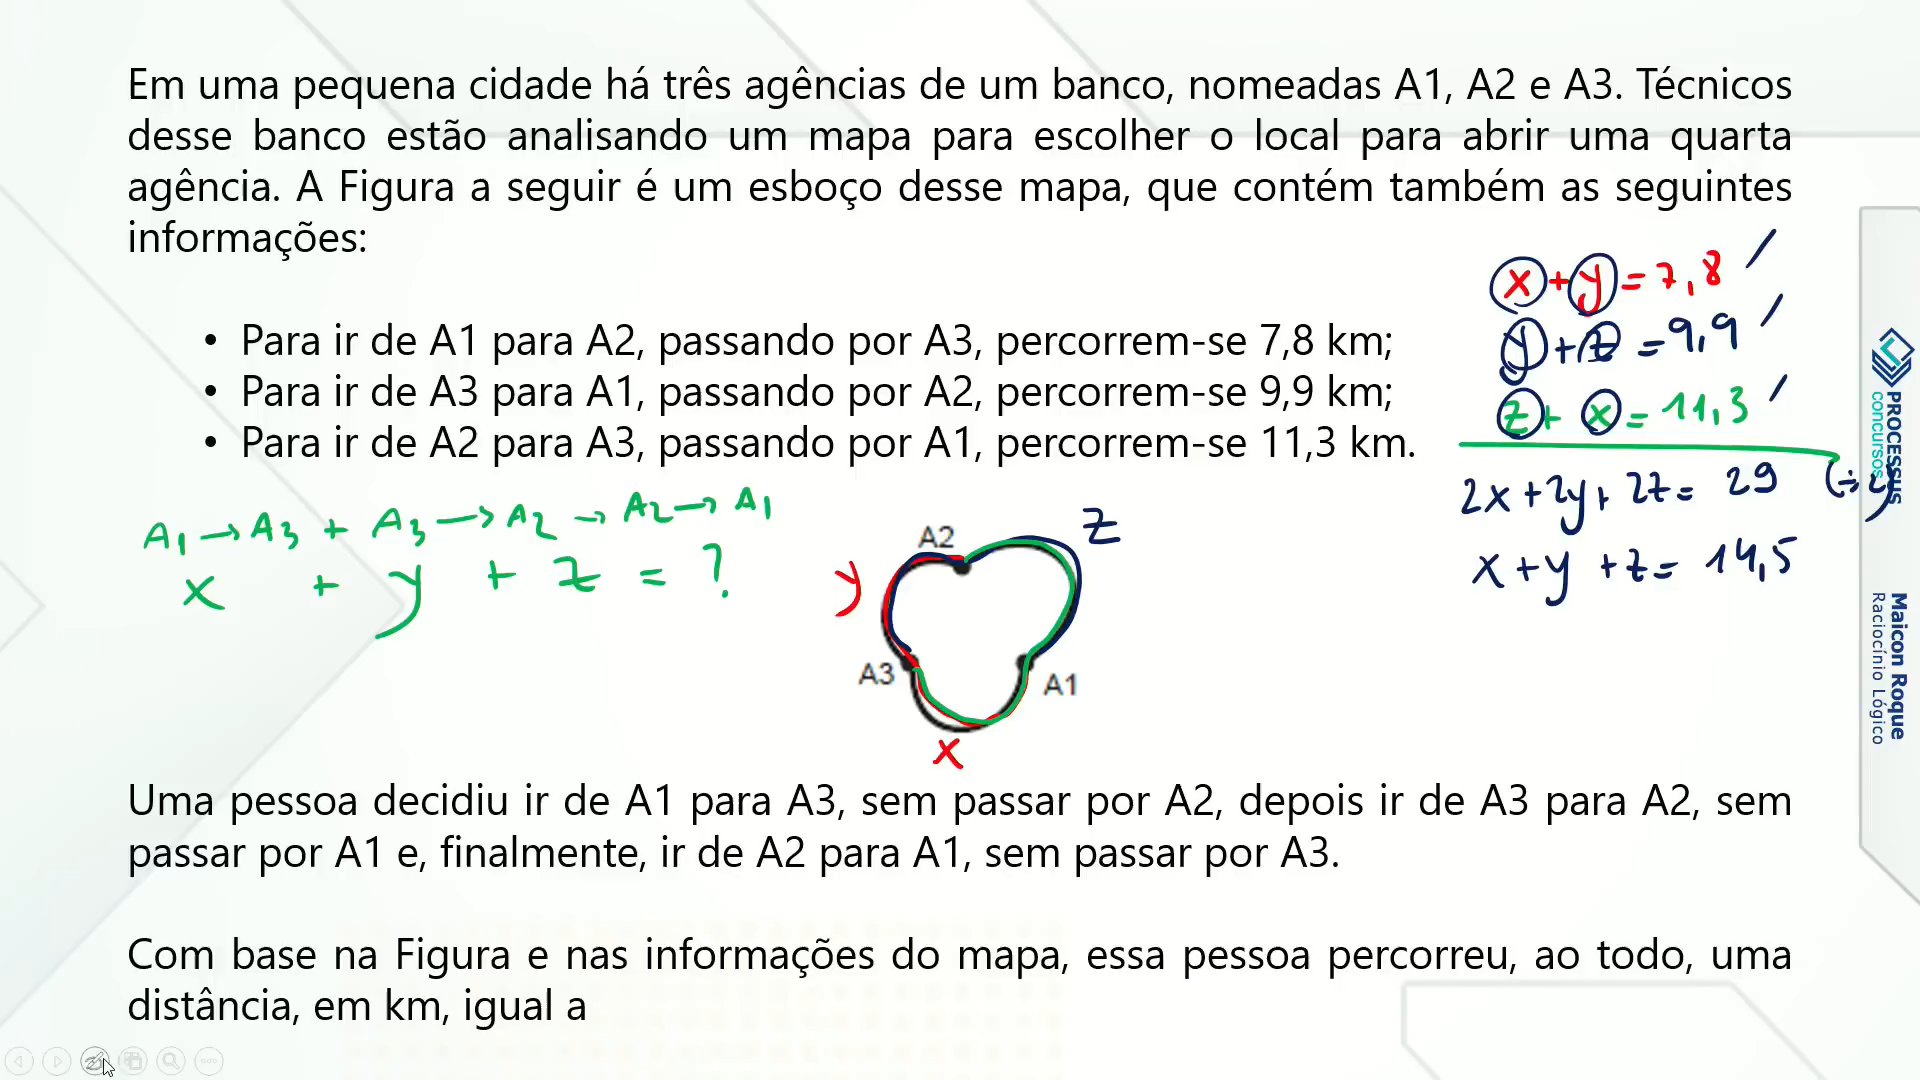 Em uma pequena cidade há três agências de um banco, nomeadas A1, A2 e A3. Técnicos
desse banco estão analisando um mapa para escolher o local para abrir uma quarta
agência. A Figura a seguir é um esboço desse mapa, que contém também as seguintes
informações:
x+y=7,8
• Para ir de A1 para A2, passando por A3, percorrem-se 7,8 km;
y+z=9,9
• Para ir de A3 para A1, passando por A2, percorrem-se 9,9 km;
z+x=11,3
• Para ir de A2 para A3, passando por A1, percorrem-se 11,3 km.
2x+2y+2z=29 (÷2)
x+y+z=14,5
A1→A3 + A3→A2 → A2→A1
x + y + z = ?
A2
z
y
A3
A1
x
PROCESSUS
concursos
Maicon Roque
Raciocínio Lógico
Uma pessoa decidiu ir de A1 para A3, sem passar por A2, depois ir de A3 para A2, sem
passar por A1 e, finalmente, ir de A2 para A1, sem passar por A3.
Com base na Figura e nas informações do mapa, essa pessoa percorreu, ao todo, uma
distância, em km, igual a